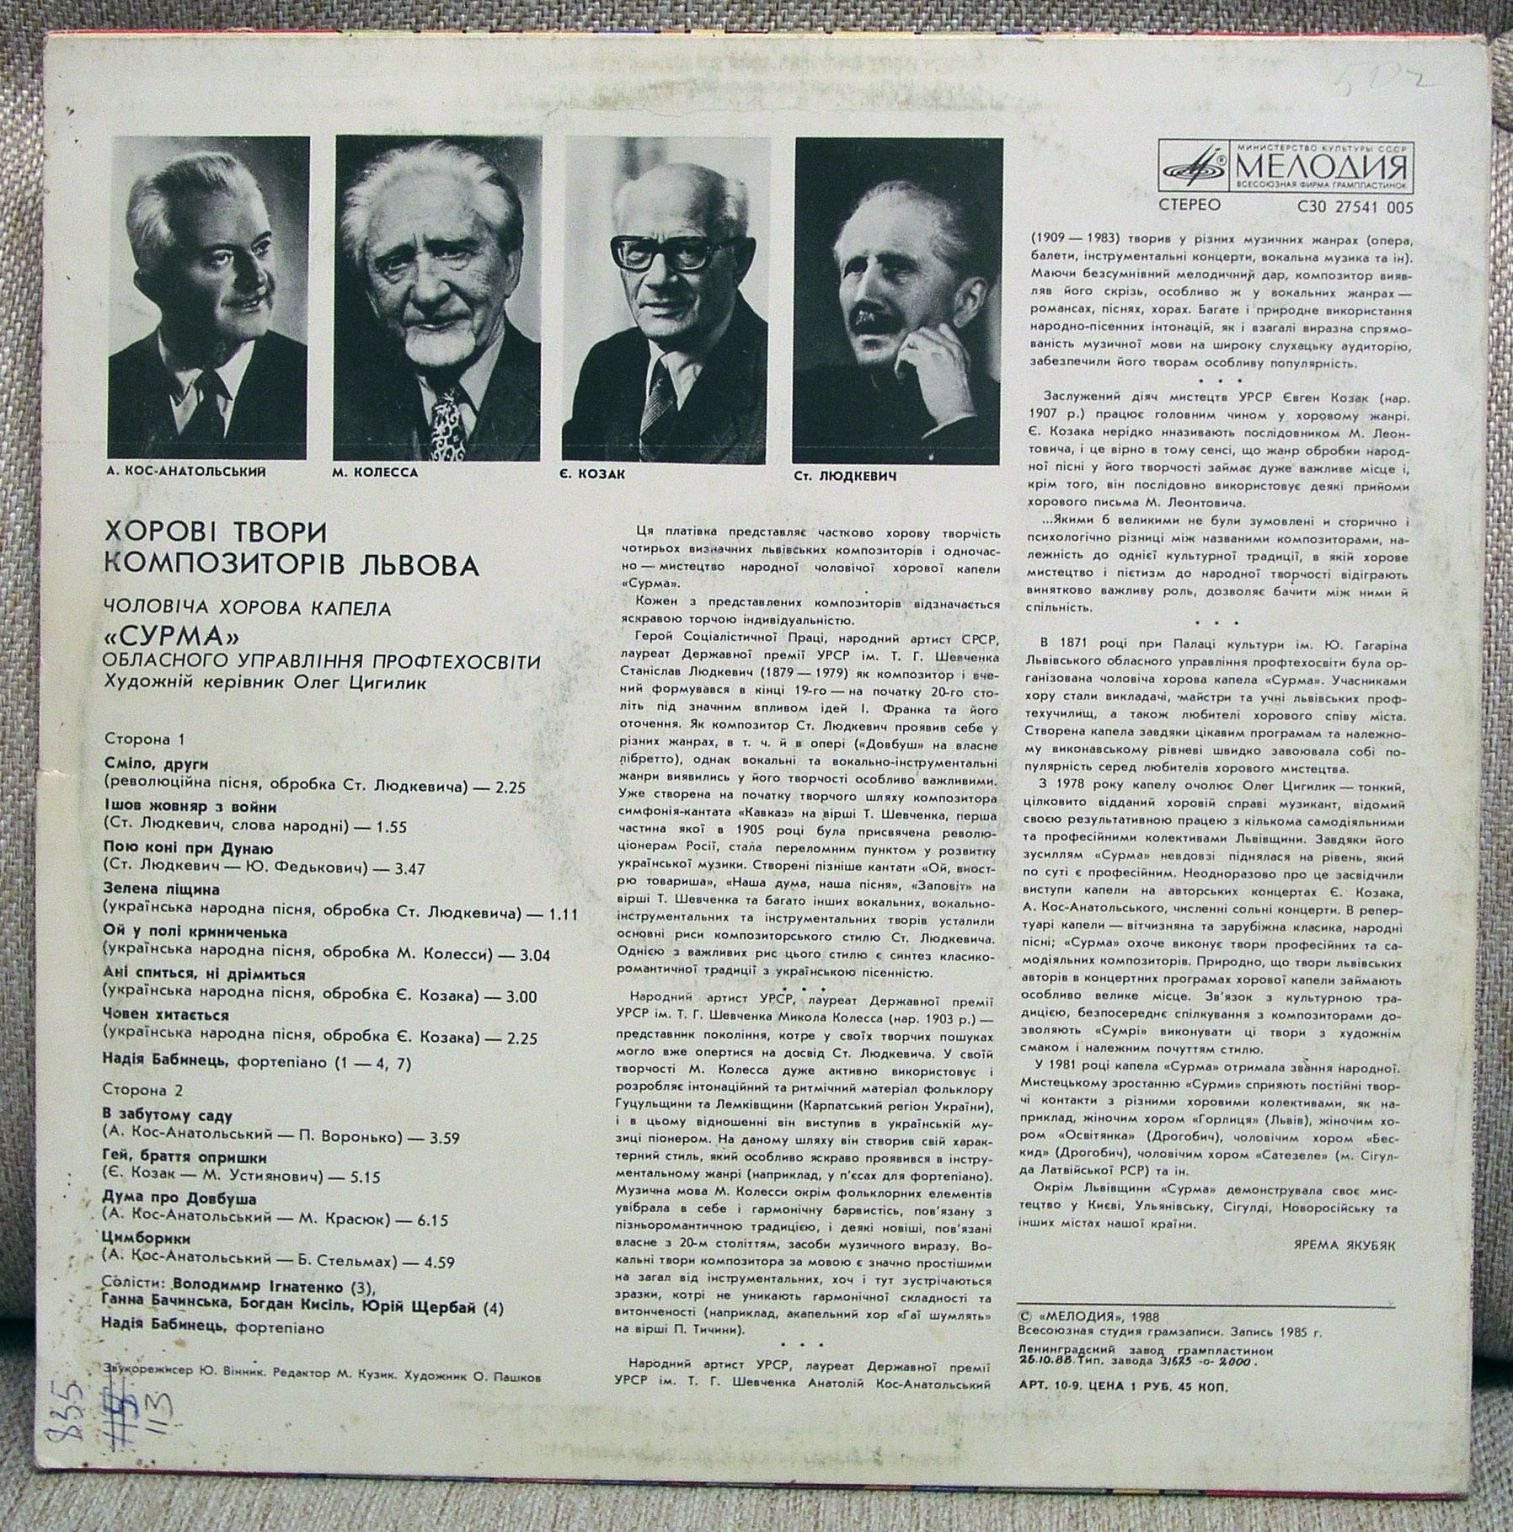 А. КОС-АНАТОЛЬСЬКИЙ
М. КОЛЕССА
Є. КОЗАК
Ст. ЛЮДКЕВИЧ
ХОРОВІ ТВОРИ
КОМПОЗИТОРІВ ЛЬВОВА
ЧОЛОВІЧА ХОРОВА КАПЕЛА
«СУРМА»
ОБЛАСНОГО УПРАВЛІННЯ ПРОФТЕХОСВІТИ
Художній керівник Олег Цигилик
Сторона 1
Сміло, други
(революційна пісня, обробка Ст. Людкевича) — 2.25
Ішов жовняр з войни
(Ст. Людкевич, слова народні) — 1.55
Пою коні при Дунаю
(Ст. Людкевич — Ю. Федькович) — 3.47
Зелена ліщина
(українська народна пісня, обробка Ст. Людкевича) — 1.11
Ой у полі криниченька
(українська народна пісня, обробка М. Колесси) — 3.04
Ані спиться, ні дрімиться
(українська народна пісня, обробка Є. Козака) — 3.00
Човен хитається
(українська народна пісня, обробка Є. Козака) — 2.25
Надія Бабинець, фортепіано (1 — 4, 7)
Сторона 2
В забутому саду
(А. Кос-Анатольський — П. Воронько) — 3.59
Гей, браття опришки
(Є. Козак — М. Устиянович) — 5.15
Дума про Довбуша
(А. Кос-Анатольський — М. Красюк) — 6.15
Цимборики
(А. Кос-Анатольський — Б. Стельмах) — 4.59
Солісти: Володимир Ігнатенко (3),
Ганна Бачинська, Богдан Кисіль, Юрій Щербай (4)
Надія Бабинець, фортепіано
Звукорежисер Ю. Вінник. Редактор М. Кузик. Художник О. Пашков
835
113
Ця платівка представляє частково хорову творчість
чотирьох визначних львівських композиторів і одночас-
но — мистецтво народної чоловічої хорової капели
«Сурма».
Кожен з представлених композиторів відзначається
яскравою торчою індивідуальністю.
Герой Соціалістичної Праці, народний артист СРСР,
лауреат Державної премії УРСР ім. Т. Г. Шевченка
Станіслав Людкевич (1879 — 1979) як композитор і вче-
ний формувався в кінці 19-го — на початку 20-го сто-
літь під значним впливом ідей І. Франка та його
оточення. Як композитор Ст. Людкевич проявив себе у
різних жанрах, в т. ч. й в опері («Довбуш» на власне
лібретто), однак вокальні та вокально-інструментальні
жанри виявились у його творчості особливо важливими.
Уже створена на початку творчого шляху композитора
симфонія-кантата «Кавказ» на вірші Т. Шевченка, перша
частина якої в 1905 році була присвячена револю-
ціонерам Росії, стала переломним пунктом у розвитку
української музики. Створені пізніше кантати «Ой, виост-
рю товариша», «Наша дума, наша пісня», «Заповіт» на
вірші Т. Шевченка та багато інших вокальних, вокально-
інструментальних та інструментальних творів усталили
основні риси композиторського стилю Ст. Людкевича.
Однією з важливих рис цього стилю є синтез класико-
романтичної традиції з українською пісенністю.
• • •
Народний артист УРСР, лауреат Державної премії
УРСР ім. Т. Г. Шевченка Микола Колесса (нар. 1903 р.) —
представник покоління, котре у своїх творчих пошуках
могло вже опертися на досвід Ст. Людкевича. У своїй
творчості М. Колесса дуже активно використовує і
розробляє інтонаційний та ритмічний матеріал фольклору
Гуцульщини та Лемківщини (Карпатський регіон України),
і в цьому відношенні він виступив в українській му-
зиці піонером. На даному шляху він створив свій харак-
терний стиль, який особливо яскраво проявився в інстру-
ментальному жанрі (наприклад, у п'єсах для фортепіано).
Музична мова М. Колесси окрім фольклорних елементів
увібрала в себе і гармонічну барвистісь, пов'язану з
пізньоромантичною традицією, і деякі новіші, пов'язані
власне з 20-м століттям, засоби музичного виразу. Во-
кальні твори композитора за мовою є значно простішими
на загал від інструментальних, хоч і тут зустрічаються
зразки, котрі не уникають гармонічної складності та
витонченості (наприклад, акапельний хор «Гаї шумлять»
на вірші П. Тичини).
• • •
Народний артист УРСР, лауреат Державної премії
УРСР ім. Т. Г. Шевченка Анатолій Кос-Анатольський
МИНИСТЕРСТВО КУЛЬТУРЫ СССР
МЕЛОДИЯ
ВСЕСОЮЗНАЯ ФИРМА ГРАМПЛАСТИНОК
СТЕРЕО С30 27541 005
(1909 — 1983) творив у різних музичних жанрах (опера,
балети, інструментальні концерти, вокальна музика та ін).
Маючи безсумнівний мелодичний дар, композитор вияв-
ляв його скрізь, особливо ж у вокальних жанрах —
романсах, піснях, хорах. Багате і природне використання
народно-пісенних інтонацій, як і взагалі виразна спрямо-
ваність музичної мови на широку слухацьку аудиторію,
забезпечили його творам особливу популярність.
• • •
Заслужений діяч мистецтв УРСР Євген Козак (нар.
1907 р.) працює головним чином у хоровому жанрі.
Є. Козака нерідко нназивають послідовником М. Леон-
товича, і це вірно в тому сенсі, що жанр обробки народ-
ної пісні у його творчості займає дуже важливе місце і,
крім того, він послідовно використовує деякі прийоми
хорового письма М. Леонтовича.
...Якими б великими не були зумовлені и сторично і
психологічно різниці між названими композиторами, на-
лежність до однієї культурної традиції, в якій хорове
мистецтво і пієтизм до народної творчості відіграють
винятково важливу роль, дозволяє бачити між ними й
спільність.
• • •
В 1871 році при Палаці культури ім. Ю. Гагаріна
Львівського обласного управління профтехосвіти була ор-
ганізована чоловіча хорова капела «Сурма». Учасниками
хору стали викладачі, майстри та учні львівських проф-
техучилищ, а також любителі хорового співу міста.
Створена капела завдяки цікавим програмам та належно-
му виконавському рівневі швидко завоювала собі по-
пулярність серед любителів хорового мистецтва.
З 1978 року капелу очолює Олег Цигилик — тонкий,
цілковито відданий хоровій справі музикант, відомий
своєю результативною працею з кількома самодіяльними
та професійними колективами Львівщини. Завдяки його
зусиллям «Сурма» невдовзі піднялася на рівень, який
по суті є професійним. Неодноразово про це засвідчили
виступи капели на авторських концертах Є. Козака,
А. Кос-Анатольського, численні сольні концерти. В репер-
туарі капели — вітчизняна та зарубіжна класика, народні
пісні; «Сурма» охоче виконує твори професійних та са-
модіяльних композиторів. Природно, що твори львівських
авторів в концертних програмах хорової капели займають
особливо велике місце. Зв'язок з культурною тра-
дицією, безпосереднє спілкування з композиторами до-
зволяють «Сумрі» виконувати ці твори з художнім
смаком і належним почуттям стилю.
У 1981 році капела «Сурма» отримала звання народної.
Мистецькому зростанню «Сурми» сприяють постійні твор-
чі контакти з різними хоровими колективами, як на-
приклад, жіночим хором «Горлиця» (Львів), жіночим хо-
ром «Освітянка» (Дрогобич), чоловічим хором «Бес-
кид» (Дрогобич), чоловічим хором «Сатезеле» (м. Сігул-
да Латвійської РСР) та ін.
Окрім Львівщини «Сурма» демонструвала своє мис-
тецтво у Києві, Ульянівську, Сігулді, Новоросійську та
інших містах нашої країни.
ЯРЕМА ЯКУБЯК
© «МЕЛОДИЯ», 1988
Всесоюзная студия грамзаписи. Запись 1985 г.
Ленинградский завод грампластинок
26.10.88. Тип. завода 31675 -о- 2000.
АРТ. 10-9. ЦЕНА 1 РУБ. 45 КОП.